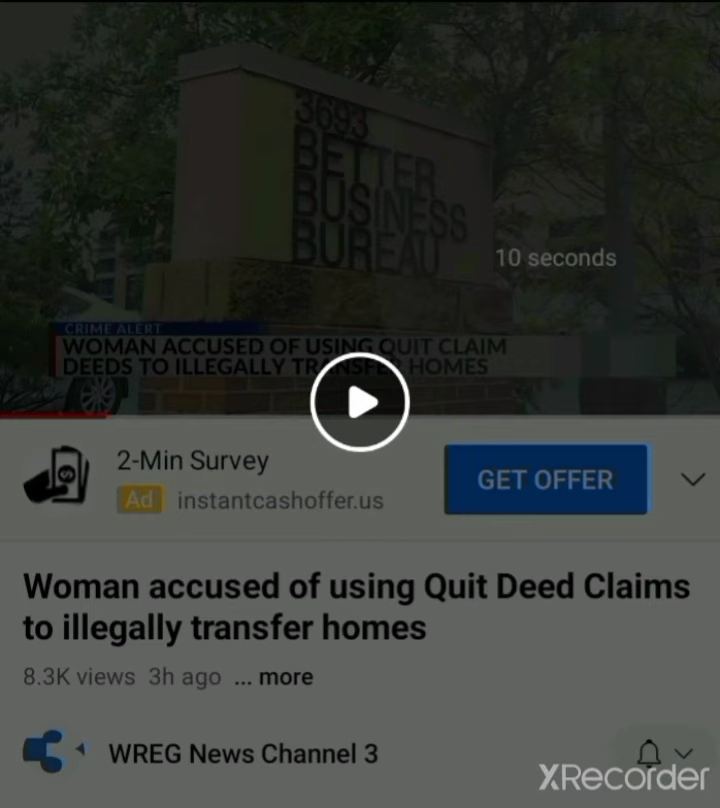 3693
BETTER
BUSINESS
BUREAU
10 seconds
CRIME ALERT
WOMAN ACCUSED OF USING QUIT CLAIM
DEEDS TO ILLEGALLY TRANSFER HOMES
2-Min Survey
Ad instantcashoffer.us
GET OFFER
Woman accused of using Quit Deed Claims
to illegally transfer homes
8.3K views 3h ago ... more
WREG News Channel 3
XRecorder